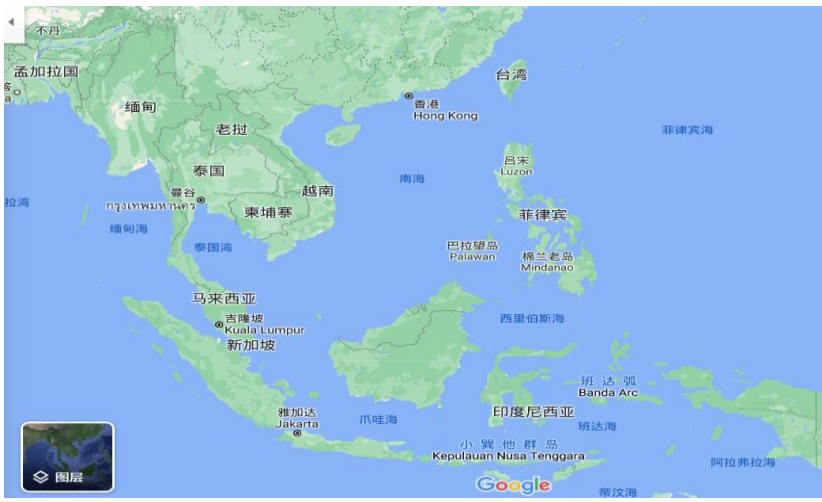 不丹
孟加拉国
缅甸
台湾
香港
Hong Kong
老挝
菲律宾海
泰国
吕宋
Luzon
南海
越南
曼谷
กรุงเทพมหานคร
拉湾
柬埔寨
菲律宾
缅甸海
泰国湾
巴拉望岛
Palawan
棉兰老岛
Mindanao
马来西亚
吉隆坡
Kuala Lumpur
西里伯斯海
新加坡
班达弧
Banda Arc
雅加达
Jakarta
爪哇海
印度尼西亚
班达海
小巽他群岛
Kepulauan Nusa Tenggara
阿拉弗拉海
图层
Google
帝汶海